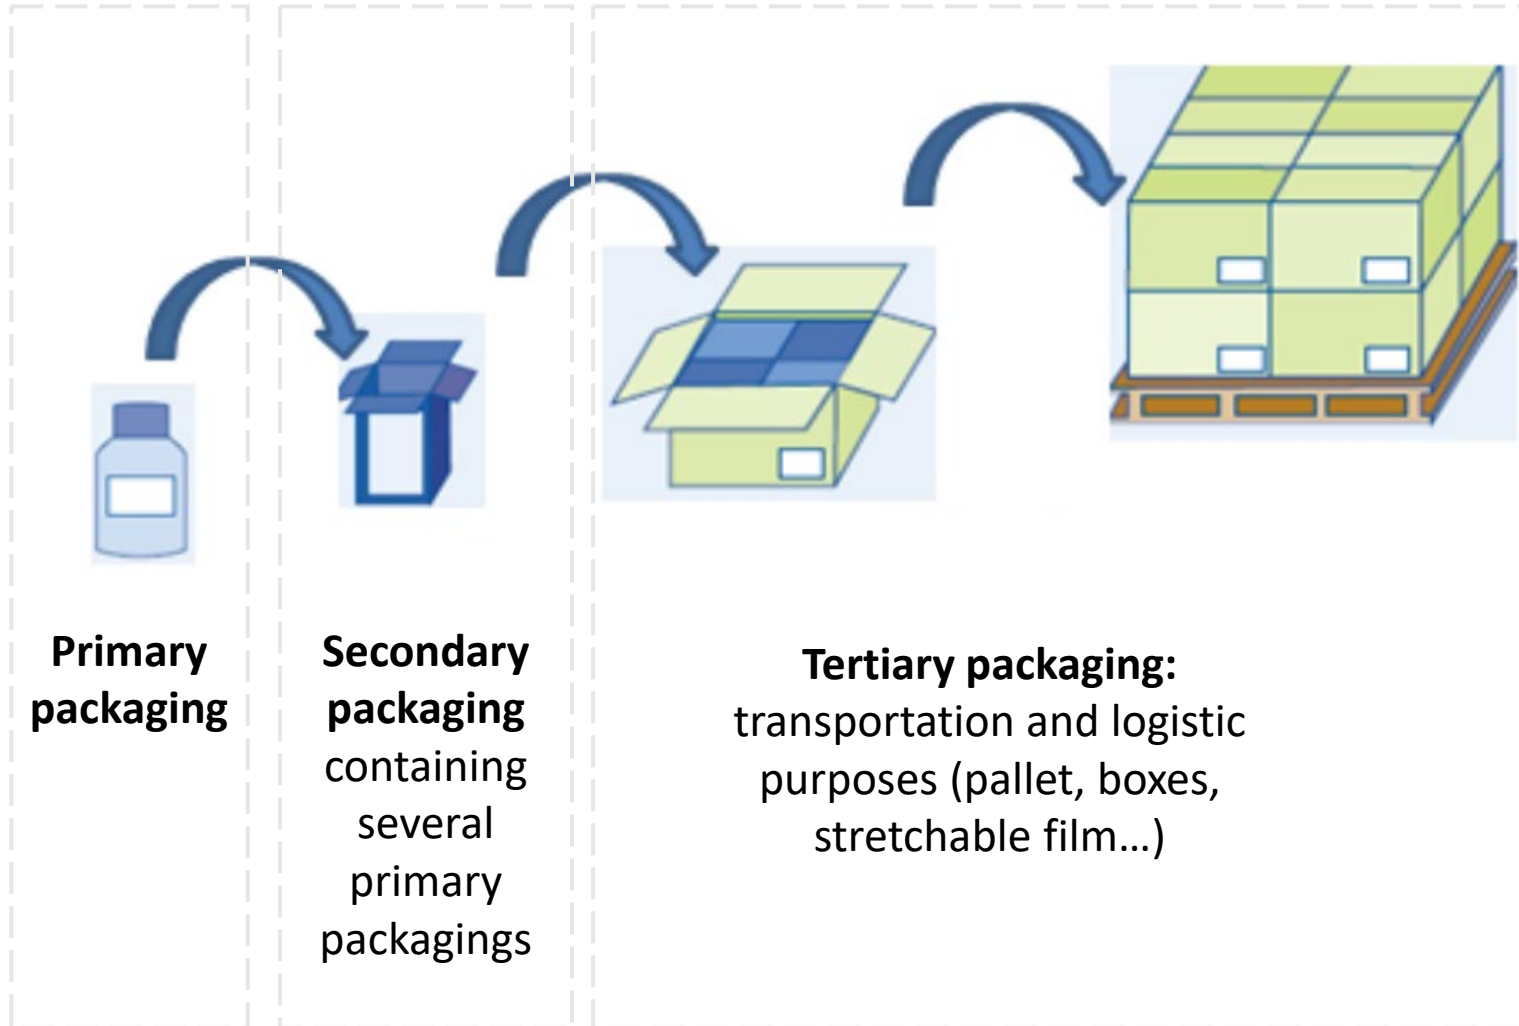 Primary
packaging
Secondary
packaging
containing
several
primary
packagings
Tertiary packaging:
transportation and logistic
purposes (pallet, boxes,
stretchable film…)